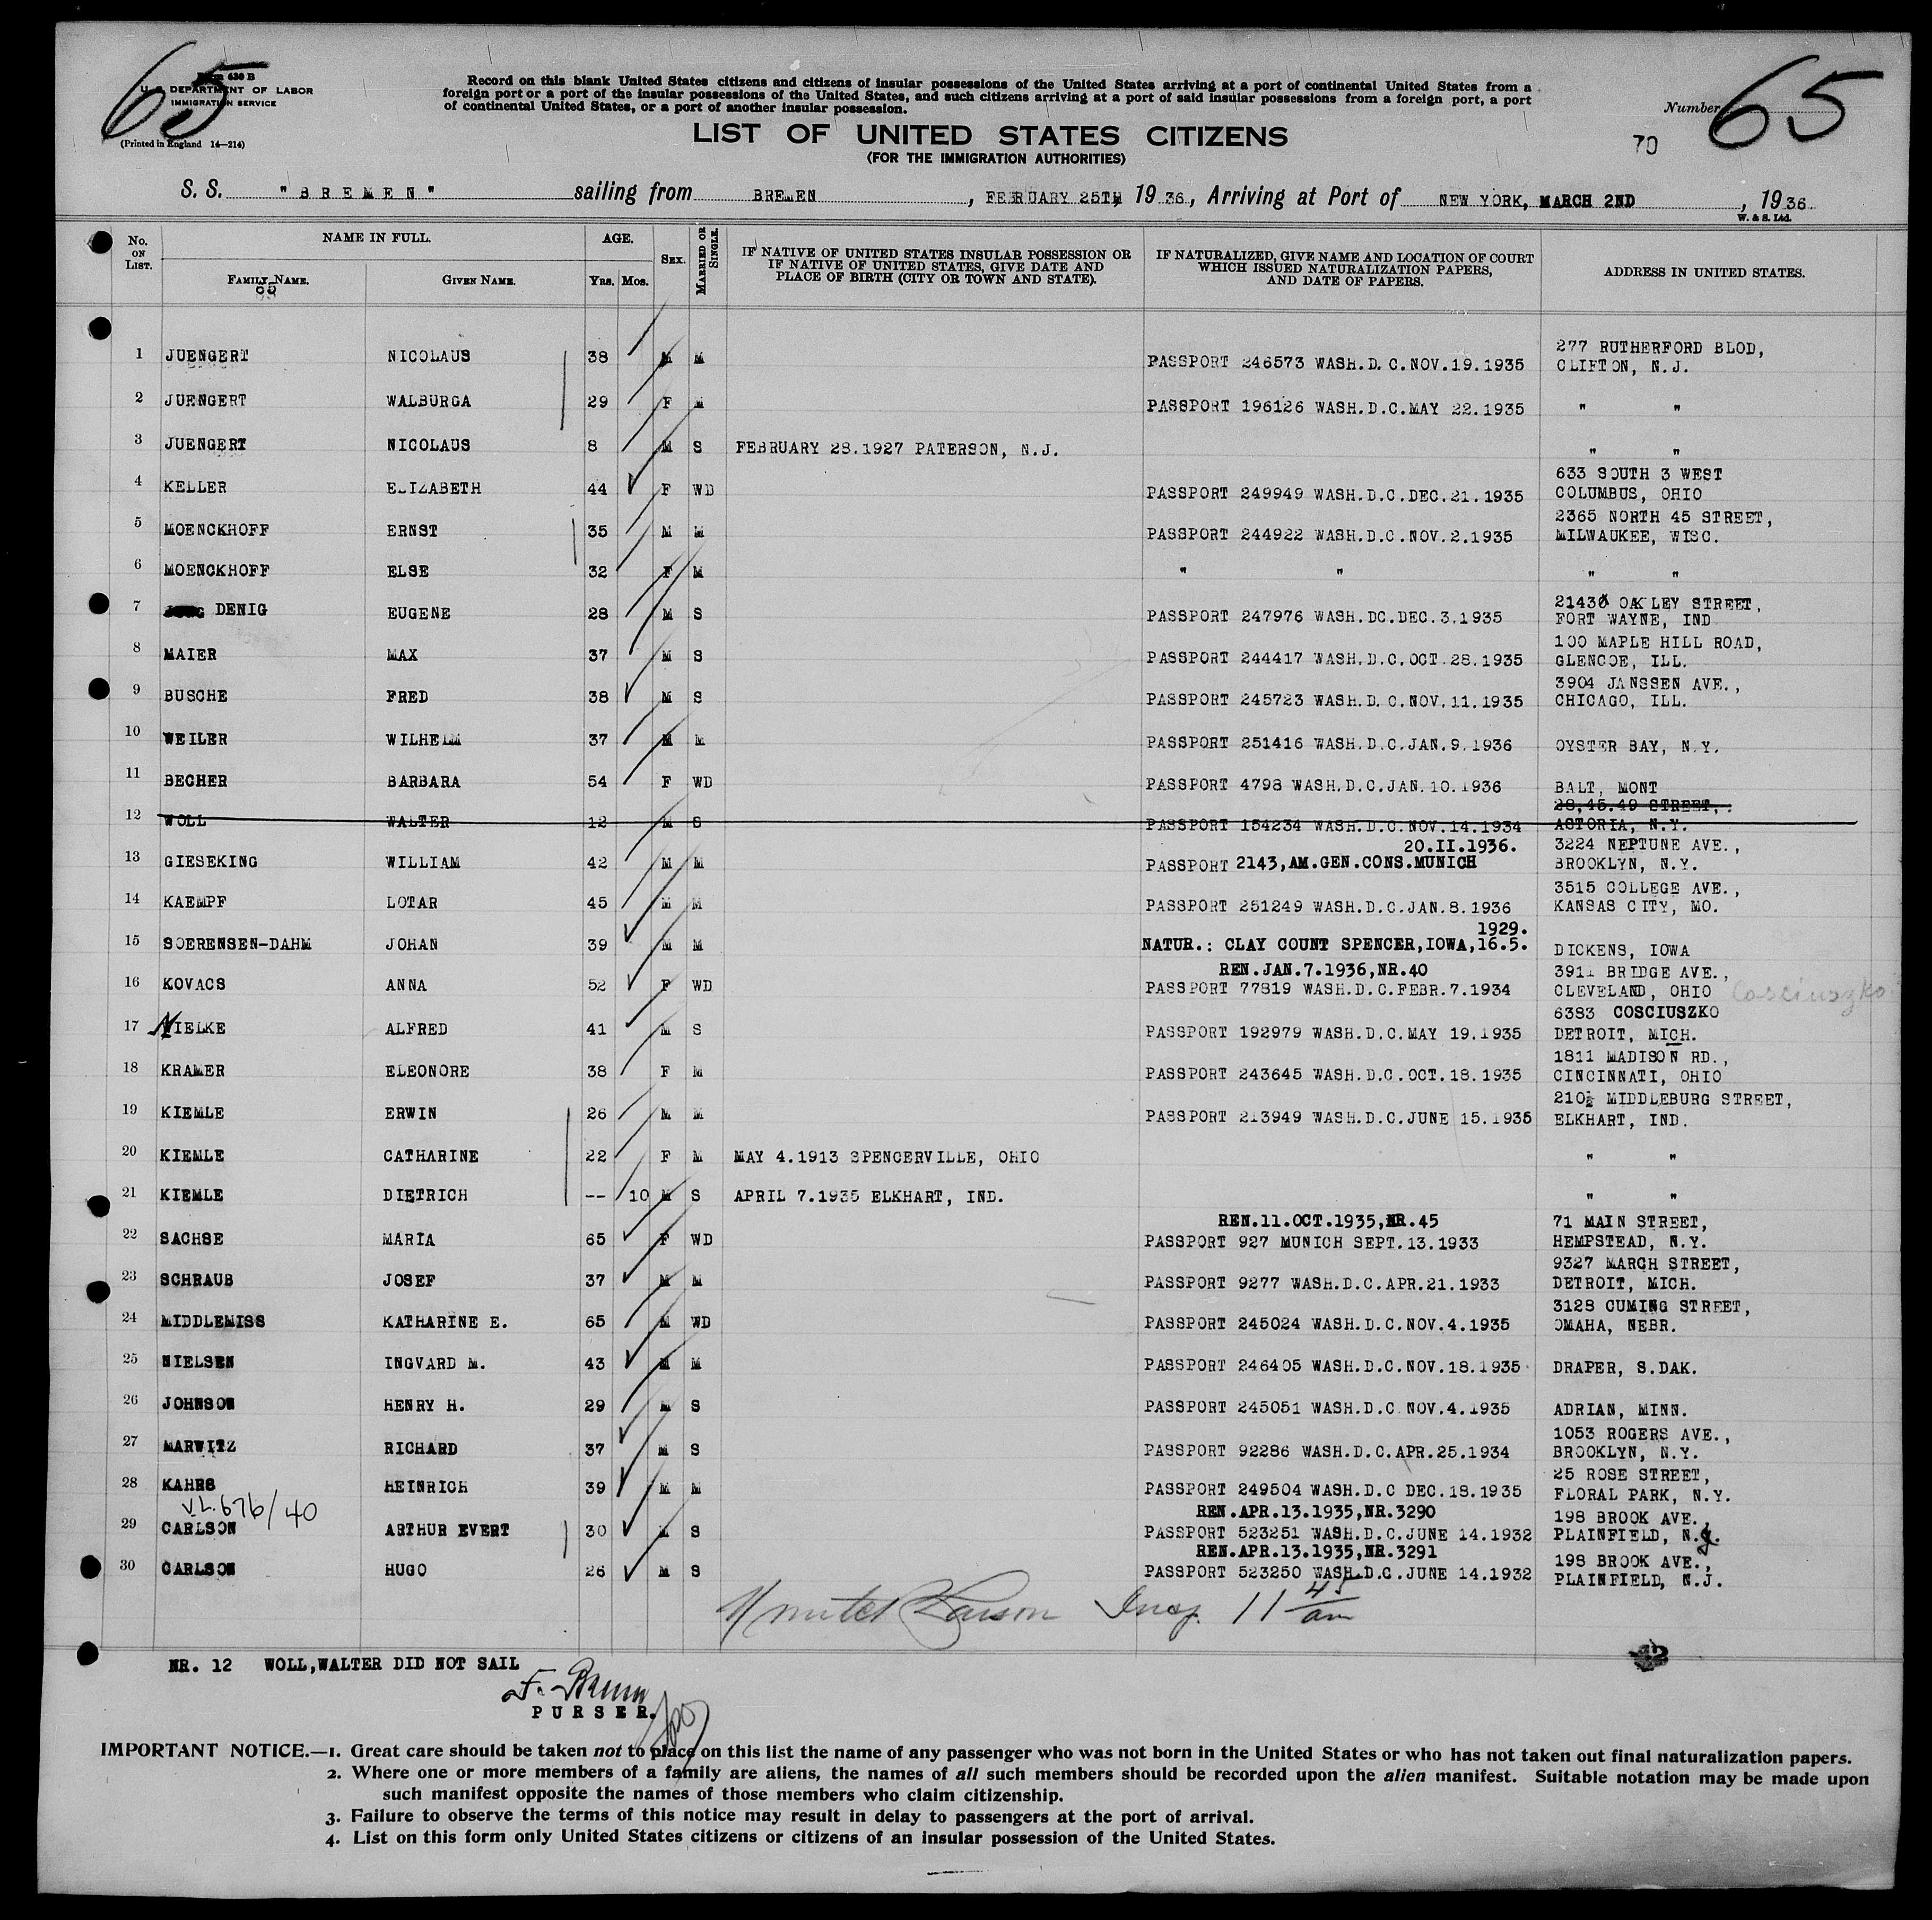 65
Form 630 B
U. S. DEPARTMENT OF LABOR
IMMIGRATION SERVICE
(Printed in England 14—214)
Record on this blank United States citizens and citizens of insular possessions of the United States arriving at a port of continental United States from a
foreign port or a port of the insular possessions of the United States, and such citizens arriving at a port of said insular possessions from a foreign port, a port
of continental United States, or a port of another insular possession.
Number 65
LIST OF UNITED STATES CITIZENS
(FOR THE IMMIGRATION AUTHORITIES)
70
S. S. "BREMEN" sailing from BREMEN, FEBRUARY 25TH 1936, Arriving at Port of NEW YORK, MARCH 2ND, 1936
W. & S. Ltd.
No. ON LIST. NAME IN FULL. FAMILY NAME. GIVEN NAME. AGE. Yrs. Mos. SEX. MARRIED OR SINGLE. IF NATIVE OF UNITED STATES INSULAR POSSESSION OR IF NATIVE OF UNITED STATES, GIVE DATE AND PLACE OF BIRTH (CITY OR TOWN AND STATE). IF NATURALIZED, GIVE NAME AND LOCATION OF COURT WHICH ISSUED NATURALIZATION PAPERS, AND DATE OF PAPERS. ADDRESS IN UNITED STATES.
1 JUENGERT NICOLAUS 38 M M PASSPORT 246573 WASH.D.C.NOV.19.1935 277 RUTHERFORD BLOD, CLIFTON, N.J.
2 JUENGERT WALBURGA 29 F M PASSPORT 196126 WASH.D.C.MAY 22.1935 " "
3 JUENGERT NICOLAUS 8 M S FEBRUARY 28.1927 PATERSON, N.J. " "
4 KELLER ELIZABETH 44 F WD PASSPORT 249949 WASH.D.C.DEC.21.1935 633 SOUTH 3 WEST COLUMBUS, OHIO
5 MOENCKHOFF ERNST 35 M M PASSPORT 244922 WASH.D.C.NOV.2.1935 2365 NORTH 45 STREET, MILWAUKEE, WISC.
6 MOENCKHOFF ELSE 32 F M " " " "
7 DENIG EUGENE 28 M S PASSPORT 247976 WASH.DC.DEC.3.1935 2143 OAKLEY STREET, FORT WAYNE, IND
8 MAIER MAX 37 M S PASSPORT 244417 WASH.D.C.OCT.28.1935 100 MAPLE HILL ROAD, GLENCOE, ILL.
9 BUSCHE FRED 38 M S PASSPORT 245723 WASH.D.C.NOV.11.1935 3904 JANSSEN AVE., CHICAGO, ILL.
10 WEILER WILHELM 37 M M PASSPORT 251416 WASH.D.C.JAN.9.1936 OYSTER BAY, N.Y.
11 BECHER BARBARA 54 F WD PASSPORT 4798 WASH.D.C.JAN.10.1936 BALT, MONT
12 WOLL WALTER 12 M S PASSPORT 154234 WASH.D.C.NOV.14.1934 28,45.49 STREET, ASTORIA, N.Y.
13 GIESEKING WILLIAM 42 M M 20.II.1936. PASSPORT 2143,AM.GEN.CONS.MUNICH 3224 NEPTUNE AVE., BROOKLYN, N.Y.
14 KAEMPF LOTAR 45 M M PASSPORT 251249 WASH.D.C.JAN.8.1936 3515 COLLEGE AVE., KANSAS CITY, MO.
15 SOERENSEN-DAHM JOHAN 39 M M 1929. NATUR.: CLAY COUNT SPENCER,IOWA,16.5. DICKENS, IOWA
16 KOVACS ANNA 52 F WD REN.JAN.7.1936,NR.40 PASSPORT 77819 WASH.D.C.FEBR.7.1934 3911 BRIDGE AVE., CLEVELAND, OHIO Cosciuszko
17 NIELKE ALFRED 41 M S PASSPORT 192979 WASH.D.C.MAY 19.1935 6383 COSCIUSZKO DETROIT, MICH.
18 KRAMER ELEONORE 38 F M PASSPORT 243645 WASH.D.C.OCT.18.1935 1811 MADISON RD., CINCINNATI, OHIO
19 KIEMLE ERWIN 26 M M PASSPORT 213949 WASH.D.C.JUNE 15.1935 210½ MIDDLEBURG STREET, ELKHART, IND.
20 KIEMLE CATHARINE 22 F M MAY 4.1913 SPENCERVILLE, OHIO " "
21 KIEMLE DIETRICH -- 10 M S APRIL 7.1935 ELKHART, IND. " "
22 SACHSE MARIA 65 F WD REN.11.OCT.1935,NR.45 PASSPORT 927 MUNICH SEPT.13.1933 71 MAIN STREET, HEMPSTEAD, N.Y.
23 SCHRAUB JOSEF 37 M M PASSPORT 9277 WASH.D.C.APR.21.1933 9327 MARCH STREET, DETROIT, MICH.
24 MIDDLEMISS KATHARINE E. 65 M WD PASSPORT 245024 WASH.D.C.NOV.4.1935 3128 CUMING STREET, OMAHA, NEBR.
25 NIELSEN INGVARD M. 43 M M PASSPORT 246405 WASH.D.C.NOV.18.1935 DRAPER, S.DAK.
26 JOHNSON HENRY H. 29 M S PASSPORT 245051 WASH.D.C NOV.4.1935 ADRIAN, MINN.
27 MARWITZ RICHARD 37 M S PASSPORT 92286 WASH.D.C.APR.25.1934 1053 ROGERS AVE., BROOKLYN, N.Y.
28 KAHRS HEINRICH 39 M M PASSPORT 249504 WASH.D.C DEC.18.1935 25 ROSE STREET, FLORAL PARK, N.Y.
VL.676/40
29 CARLSON ARTHUR EVERT 30 M S REN.APR.13.1935,NR.3290 PASSPORT 523251 WASH.D.C.JUNE 14.1932 198 BROOK AVE., PLAINFIELD, N.J.
30 CARLSON HUGO 26 M S REN.APR.13.1935,NR.3291 PASSPORT 523250 WASH.D.C.JUNE 14.1932 198 BROOK AVE., PLAINFIELD, N.J.
Insp. 11 45 am
NR. 12 WOLL,WALTER DID NOT SAIL
PURSER.
IMPORTANT NOTICE.—1. Great care should be taken not to place on this list the name of any passenger who was not born in the United States or who has not taken out final naturalization papers.
2. Where one or more members of a family are aliens, the names of all such members should be recorded upon the alien manifest. Suitable notation may be made upon
such manifest opposite the names of those members who claim citizenship.
3. Failure to observe the terms of this notice may result in delay to passengers at the port of arrival.
4. List on this form only United States citizens or citizens of an insular possession of the United States.